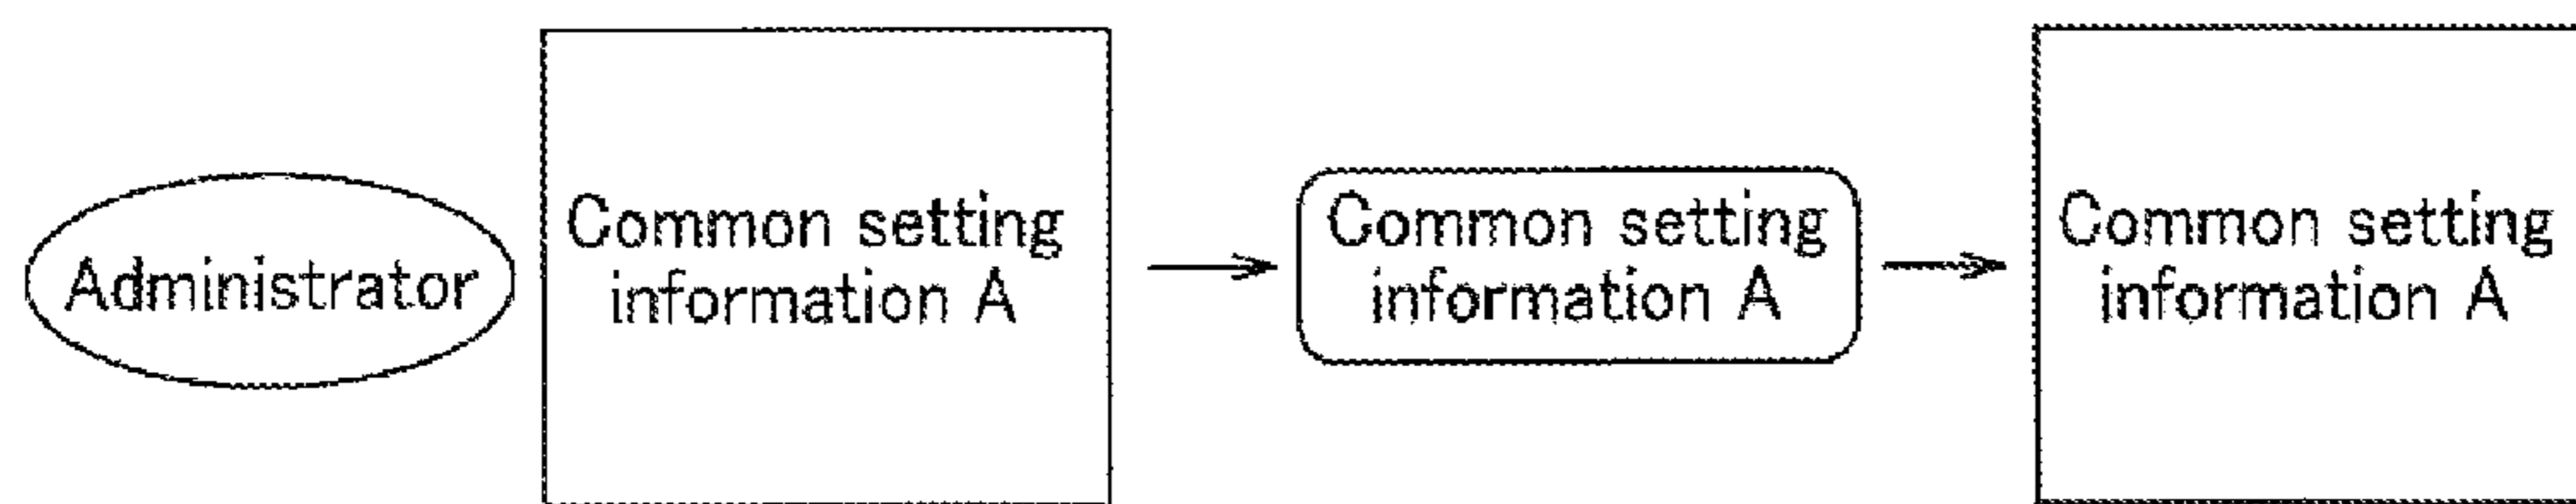 Administrator
Common setting
information A
Common setting
information A
Common setting
information A